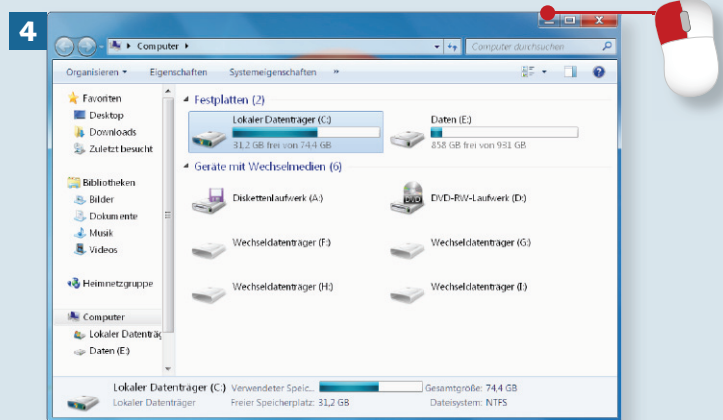 4
Computer
Computer durchsuchen
Organisieren Eigenschaften Systemeigenschaften »
Favoriten
Desktop
Downloads
Zuletzt besucht
Bibliotheken
Bilder
Dokumente
Musik
Videos
Heimnetzgruppe
Computer
Lokaler Datenträg
Daten (E:)
Festplatten (2)
Lokaler Datenträger (C:)
31,2 GB frei von 74,4 GB
Daten (E:)
858 GB frei von 931 GB
Geräte mit Wechselmedien (6)
Diskettenlaufwerk (A:)
DVD-RW-Laufwerk (D:)
Wechseldatenträger (F:)
Wechseldatenträger (G:)
Wechseldatenträger (H:)
Wechseldatenträger (I:)
Lokaler Datenträger (C:) Verwendeter Speic... Gesamtgröße: 74,4 GB
Lokaler Datenträger Freier Speicherplatz: 31,2 GB Dateisystem: NTFS